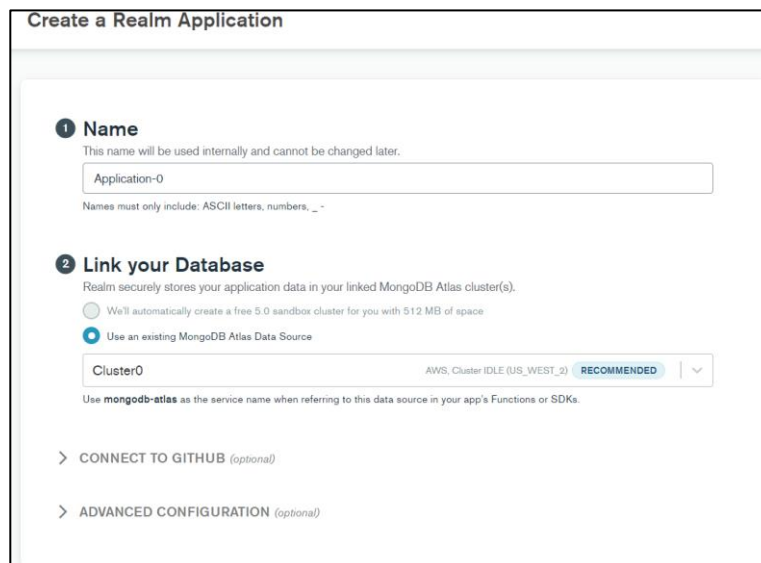 Create a Realm Application
1 Name
This name will be used internally and cannot be changed later.
Application-0
Names must only include: ASCII letters, numbers, _ -
2 Link your Database
Realm securely stores your application data in your linked MongoDB Atlas cluster(s).
We'll automatically create a free 5.0 sandbox cluster for you with 512 MB of space
Use an existing MongoDB Atlas Data Source
Cluster0 AWS, Cluster IDLE (US_WEST_2) RECOMMENDED
Use mongodb-atlas as the service name when referring to this data source in your app's Functions or SDKs.
CONNECT TO GITHUB (optional)
ADVANCED CONFIGURATION (optional)